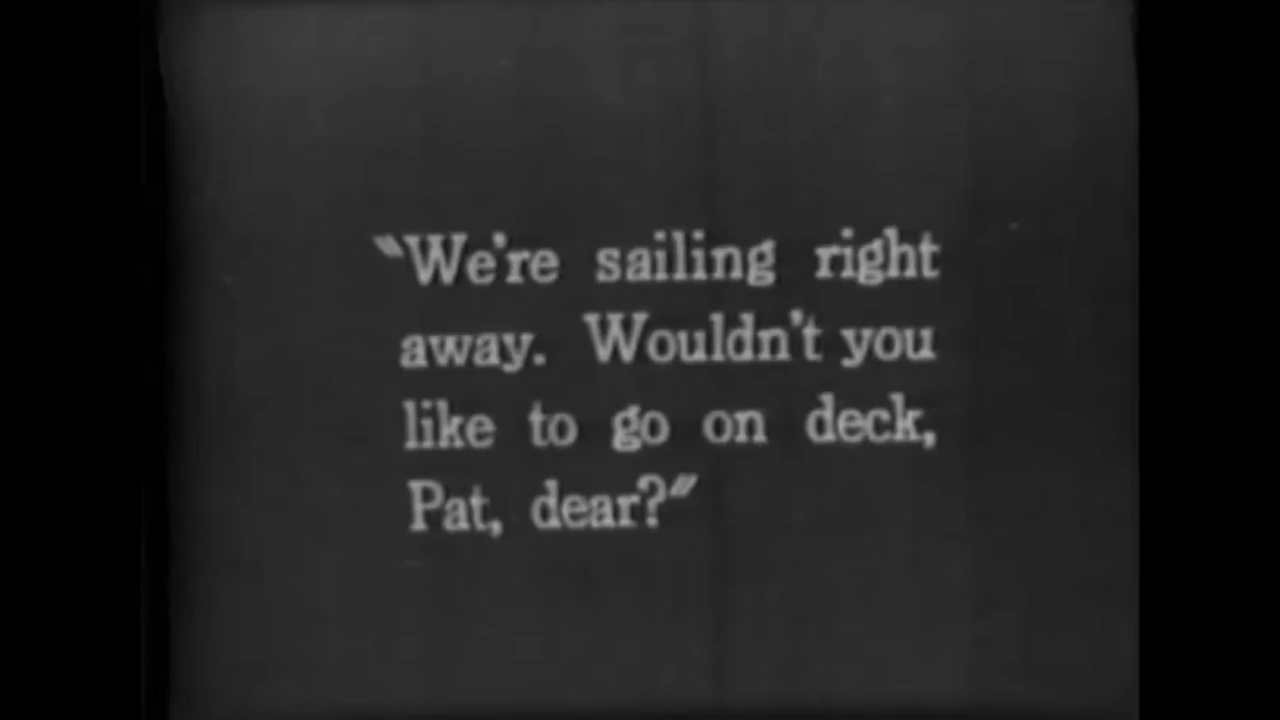 "We're sailing right
away. Wouldn't you
like to go on deck,
Pat, dear?"